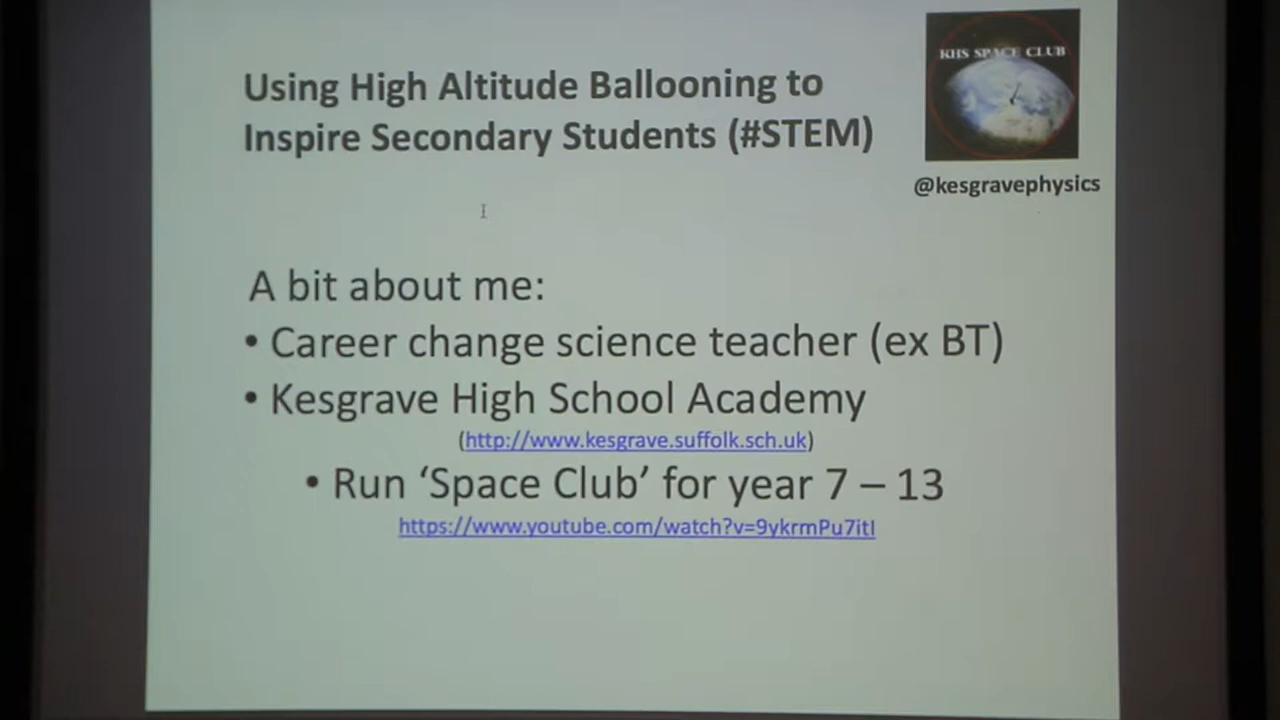 KHS SPACE CLUB
Using High Altitude Ballooning to
Inspire Secondary Students (#STEM)
@kesgravephysics
A bit about me:
• Career change science teacher (ex BT)
• Kesgrave High School Academy
(http://www.kesgrave.suffolk.sch.uk)
• Run ‘Space Club’ for year 7 – 13
https://www.youtube.com/watch?v=9ykrmPu7itI